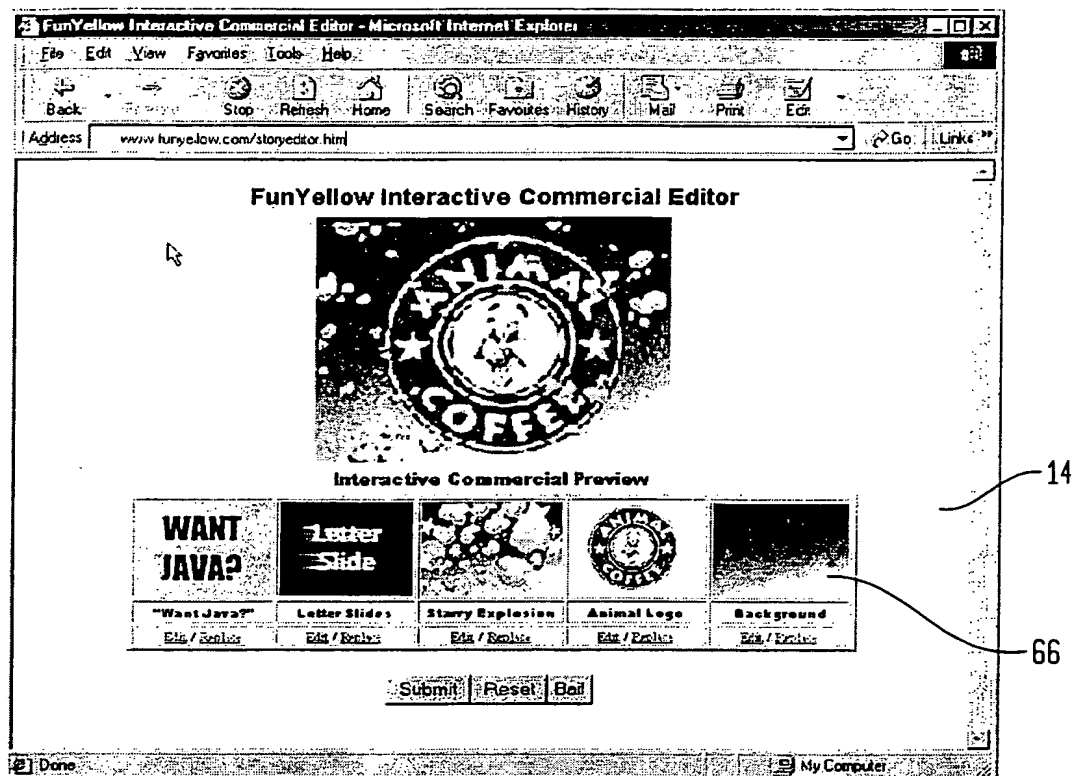 FunYellow Interactive Commercial Editor - Microsoft Internet Explorer
File Edit View Favorites Tools Help
Back Stop Refresh Home Search Favorites History Mail Print Edit
Address www.funyellow.com/storyeditor.htm Go Links »
FunYellow Interactive Commercial Editor
ANIMAX
COFFEE
Interactive Commercial Preview
14
WANT JAVA? Letter Slide ANIMAX COFFEE
"Want Java?" Letter Slides Starry Explosion Animal Logo Background
Edit / Replace Edit / Replace Edit / Replace Edit / Replace Edit / Replace
66
Submit Reset Bail
Done My Computer